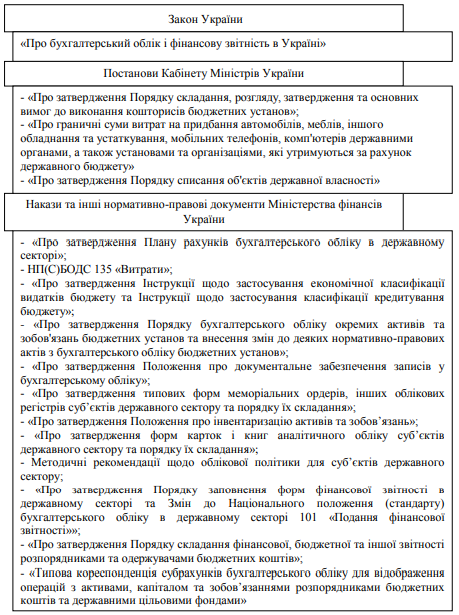 Закон України
«Про бухгалтерський облік і фінансову звітність в Україні»
Постанови Кабінету Міністрів України
- «Про затвердження Порядку складання, розгляду, затвердження та основних
вимог до виконання кошторисів бюджетних установ»;
- «Про граничні суми витрат на придбання автомобілів, меблів, іншого
обладнання та устаткування, мобільних телефонів, комп'ютерів державними
органами, а також установами та організаціями, які утримуються за рахунок
державного бюджету»
- «Про затвердження Порядку списання об'єктів державної власності»
Накази та інші нормативно-правові документи Міністерства фінансів
України
- «Про затвердження Плану рахунків бухгалтерського обліку в державному
секторі»;
- НП(С)БОДС 135 «Витрати»;
- «Про затвердження Інструкції щодо застосування економічної класифікації
видатків бюджету та Інструкції щодо застосування класифікації кредитування
бюджету»;
- «Про затвердження Порядку бухгалтерського обліку окремих активів та
зобов'язань бюджетних установ та внесення змін до деяких нормативно-правових
актів з бухгалтерського обліку бюджетних установ»;
- «Про затвердження Положення про документальне забезпечення записів у
бухгалтерському обліку»;
- «Про затвердження типових форм меморіальних ордерів, інших облікових
регістрів суб’єктів державного сектору та порядку їх складання»;
- «Про затвердження Положення про інвентаризацію активів та зобов’язань»;
- «Про затвердження форм карток і книг аналітичного обліку суб’єктів
державного сектору та порядку їх складання»;
- Методичні рекомендації щодо облікової політики для суб’єктів державного
сектору;
- «Про затвердження Порядку заповнення форм фінансової звітності в
державному секторі та Змін до Національного положення (стандарту)
бухгалтерського обліку в державному секторі 101 «Подання фінансової
звітності»»;
- «Про затвердження Порядку складання фінансової, бюджетної та іншої звітності
розпорядниками та одержувачами бюджетних коштів»;
- «Типова кореспонденція субрахунків бухгалтерського обліку для відображення
операцій з активами, капіталом та зобов’язаннями розпорядниками бюджетних
коштів та державними цільовими фондами»